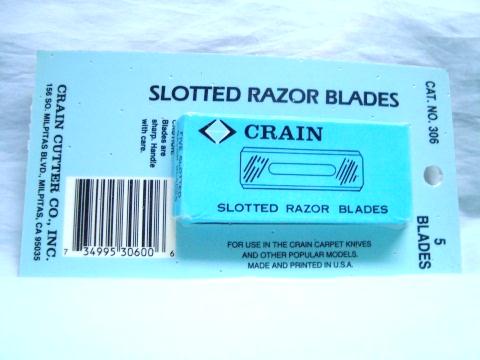 SLOTTED RAZOR BLADES
CAT. NO. 306
5
BLADES
CRAIN CUTTER CO., INC.
156 SO. MILPITAS BLVD., MILPITAS, CA 95035
Blades are
sharp. Handle
with care.
CRAIN
SLOTTED RAZOR BLADES
7 34995 30600 6
FOR USE IN THE CRAIN CARPET KNIVES
AND OTHER POPULAR MODELS.
MADE AND PRINTED IN U.S.A.